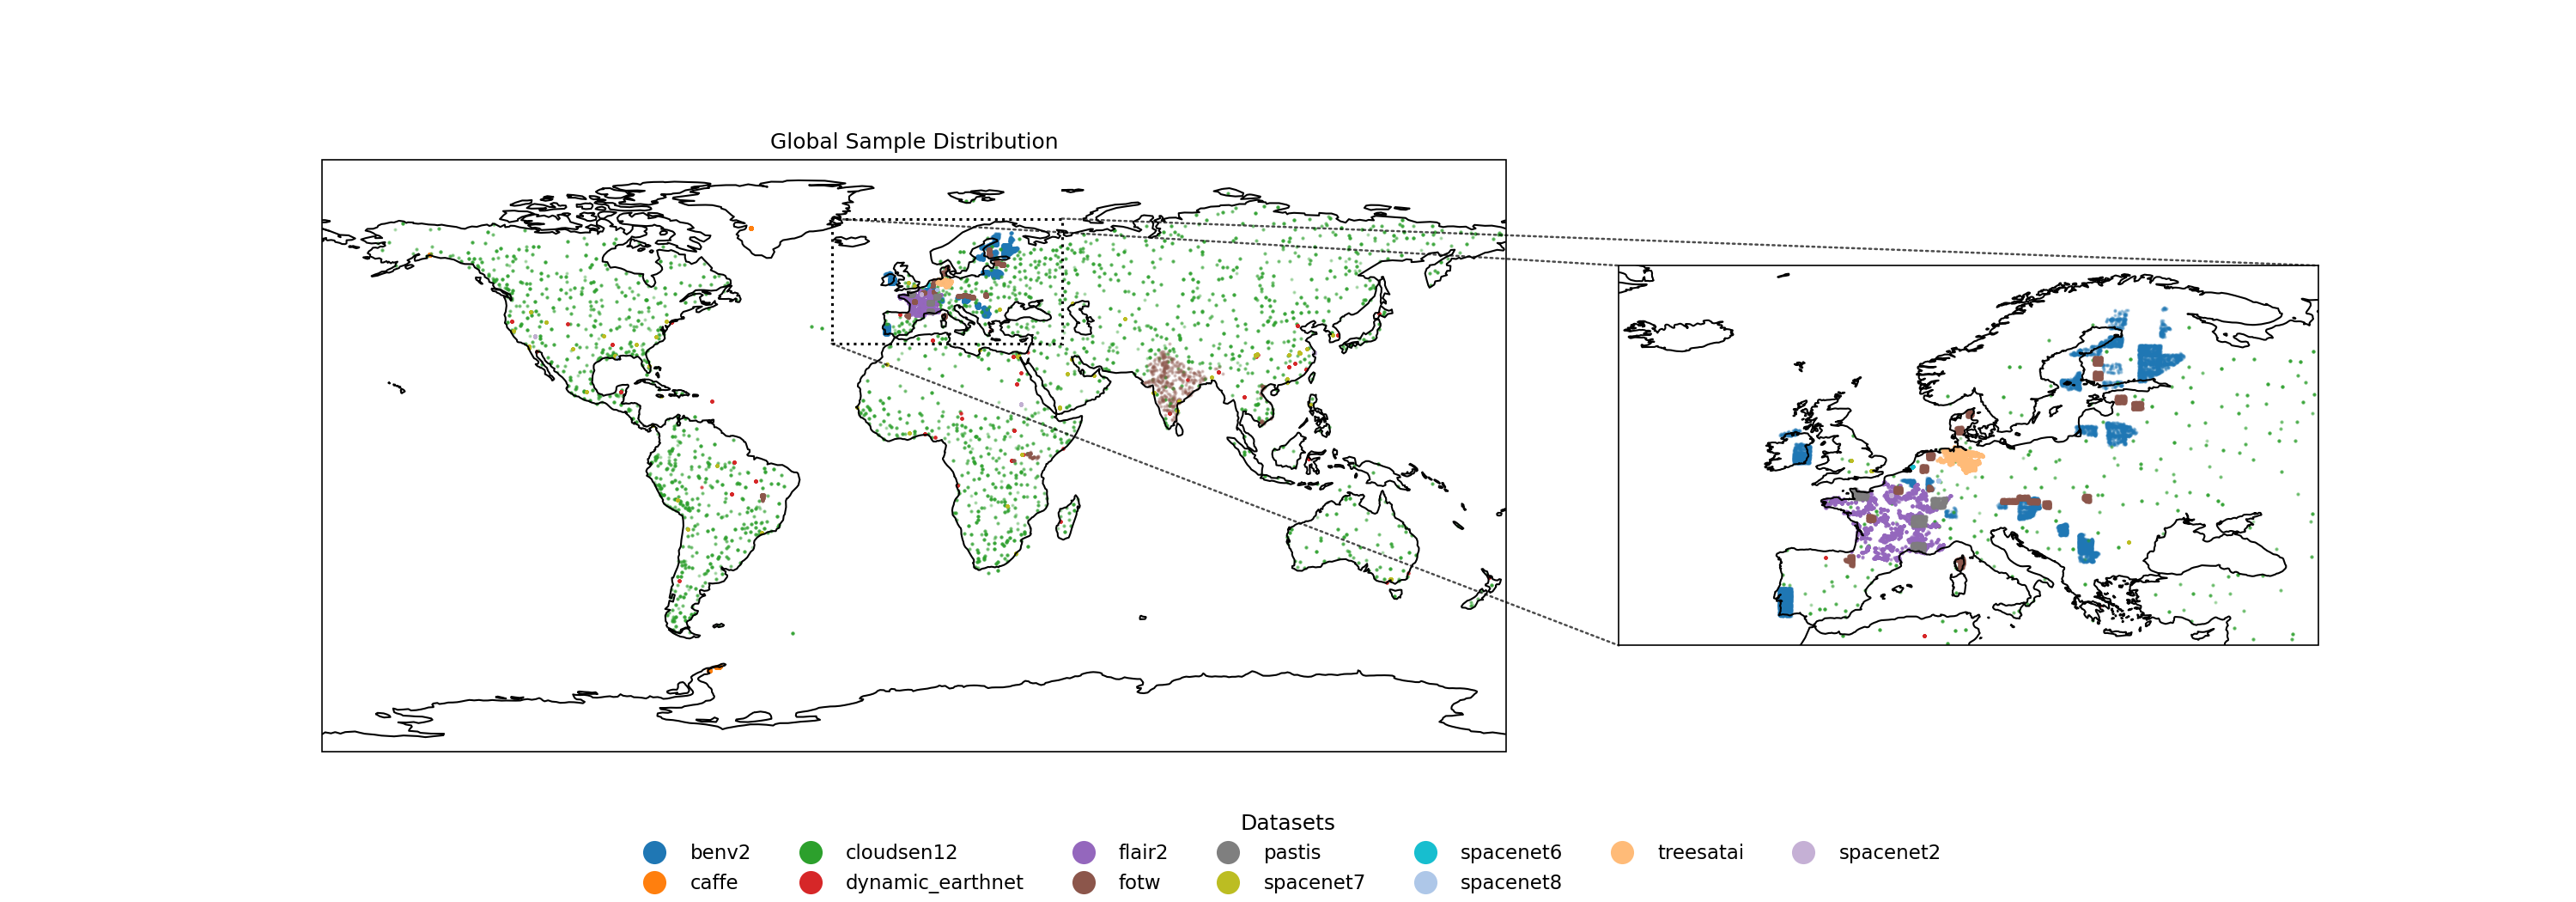 Global Sample Distribution
Datasets
benv2 cloudsen12 flair2 pastis spacenet6 treesatai spacenet2
caffe dynamic_earthnet fotw spacenet7 spacenet8